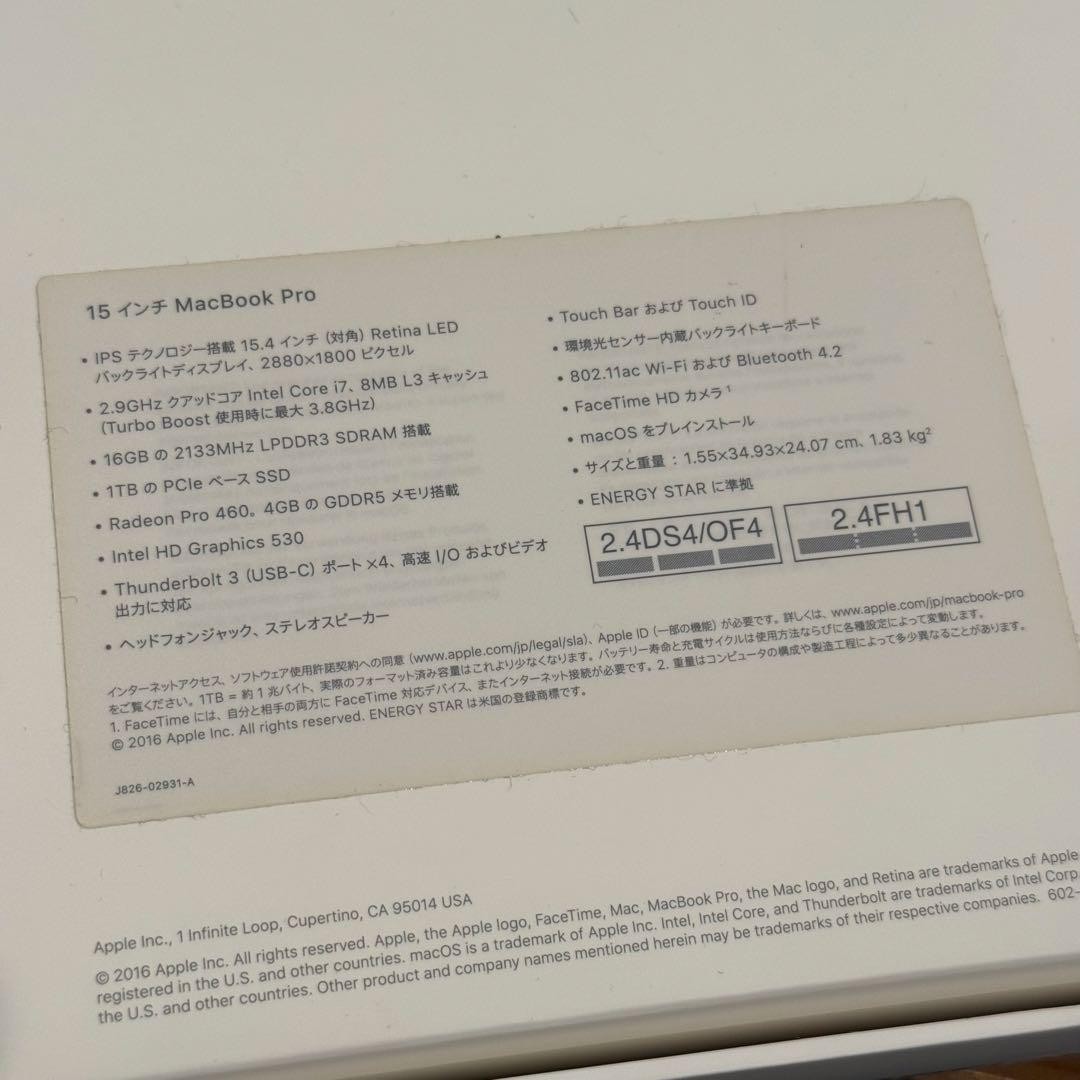 15 インチ MacBook Pro
• IPS テクノロジー搭載 15.4 インチ（対角）Retina LED
バックライトディスプレイ、2880×1800 ピクセル
• 2.9GHz クアッドコア Intel Core i7、8MB L3 キャッシュ
（Turbo Boost 使用時に最大 3.8GHz）
• 16GB の 2133MHz LPDDR3 SDRAM 搭載
• 1TB の PCIe ベース SSD
• Radeon Pro 460。4GB の GDDR5 メモリ搭載
• Intel HD Graphics 530
• Thunderbolt 3（USB-C）ポート ×4、高速 I/O およびビデオ
出力に対応
• ヘッドフォンジャック、ステレオスピーカー
• Touch Bar および Touch ID
• 環境光センサー内蔵バックライトキーボード
• 802.11ac Wi-Fi および Bluetooth 4.2
• FaceTime HD カメラ¹
• macOS をプレインストール
• サイズと重量：1.55×34.93×24.07 cm、1.83 kg²
• ENERGY STAR に準拠
2.4DS4/OF4
2.4FH1
インターネットアクセス、ソフトウェア使用許諾契約への同意（www.apple.com/jp/legal/sla）、Apple ID（一部の機能）が必要です。詳しくは、www.apple.com/jp/macbook-pro
をご覧ください。1TB = 約 1 兆バイト、実際のフォーマット済み容量はこれより少なくなります。バッテリー寿命と充電サイクルは使用方法ならびに各種設定によって変動します。
1. FaceTime には、自分と相手の両方に FaceTime 対応デバイス、またインターネット接続が必要です。2. 重量はコンピュータの構成や製造工程によって多少異なることがあります。
© 2016 Apple Inc. All rights reserved. ENERGY STAR は米国の登録商標です。
J826-02931-A
Apple Inc., 1 Infinite Loop, Cupertino, CA 95014 USA
© 2016 Apple Inc. All rights reserved. Apple, the Apple logo, FaceTime, Mac, MacBook Pro, the Mac logo, and Retina are trademarks of Apple
registered in the U.S. and other countries. macOS is a trademark of Apple Inc. Intel, Intel Core, and Thunderbolt are trademarks of Intel Corp
the U.S. and other countries. Other product and company names mentioned herein may be trademarks of their respective companies. 602-